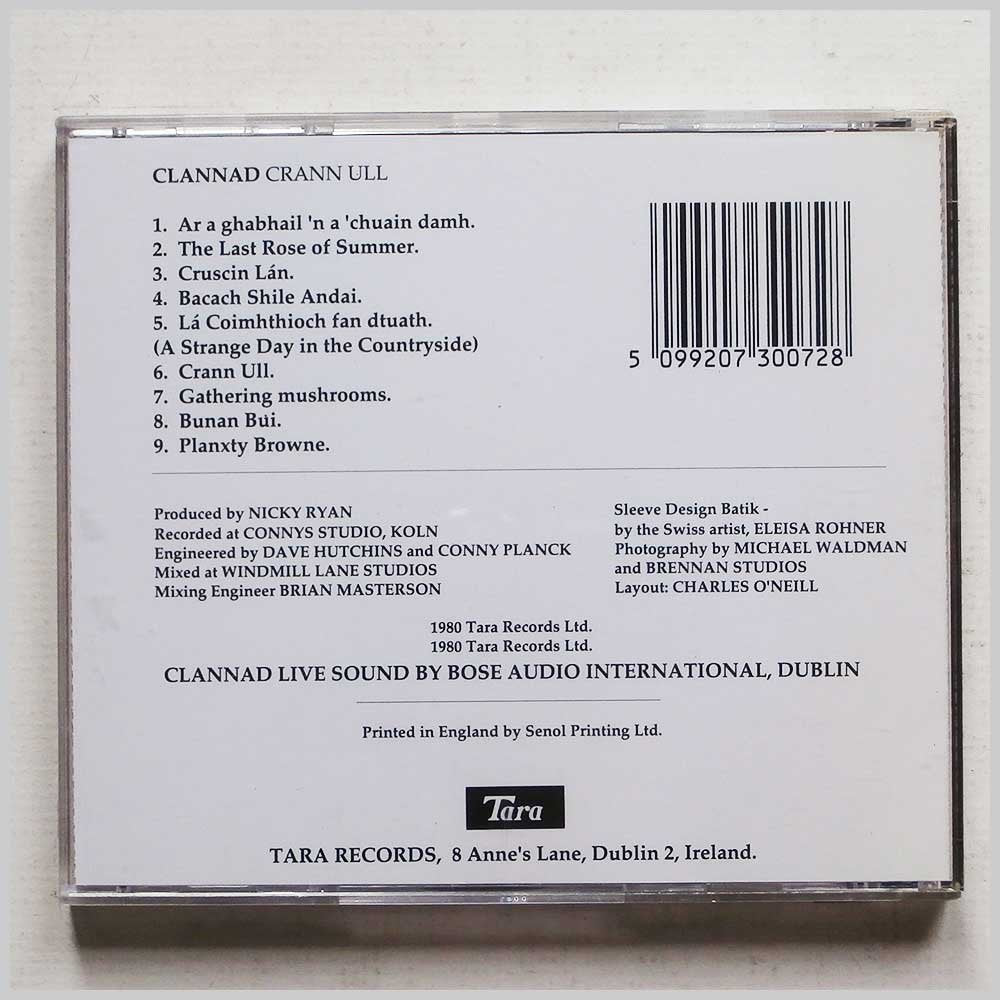 CLANNAD CRANN ULL
1. Ar a ghabhail 'n a 'chuain damh.
2. The Last Rose of Summer.
3. Cruscin Lán.
4. Bacach Shile Andai.
5. Lá Coimhthioch fan dtuath.
(A Strange Day in the Countryside)
6. Crann Ull.
7. Gathering mushrooms.
8. Bunan Búi.
9. Planxty Browne.
5 099207 300728
Produced by NICKY RYAN
Recorded at CONNYS STUDIO, KOLN
Engineered by DAVE HUTCHINS and CONNY PLANCK
Mixed at WINDMILL LANE STUDIOS
Mixing Engineer BRIAN MASTERSON
Sleeve Design Batik -
by the Swiss artist, ELEISA ROHNER
Photography by MICHAEL WALDMAN
and BRENNAN STUDIOS
Layout: CHARLES O'NEILL
1980 Tara Records Ltd.
1980 Tara Records Ltd.
CLANNAD LIVE SOUND BY BOSE AUDIO INTERNATIONAL, DUBLIN
Printed in England by Senol Printing Ltd.
Tara
TARA RECORDS, 8 Anne's Lane, Dublin 2, Ireland.